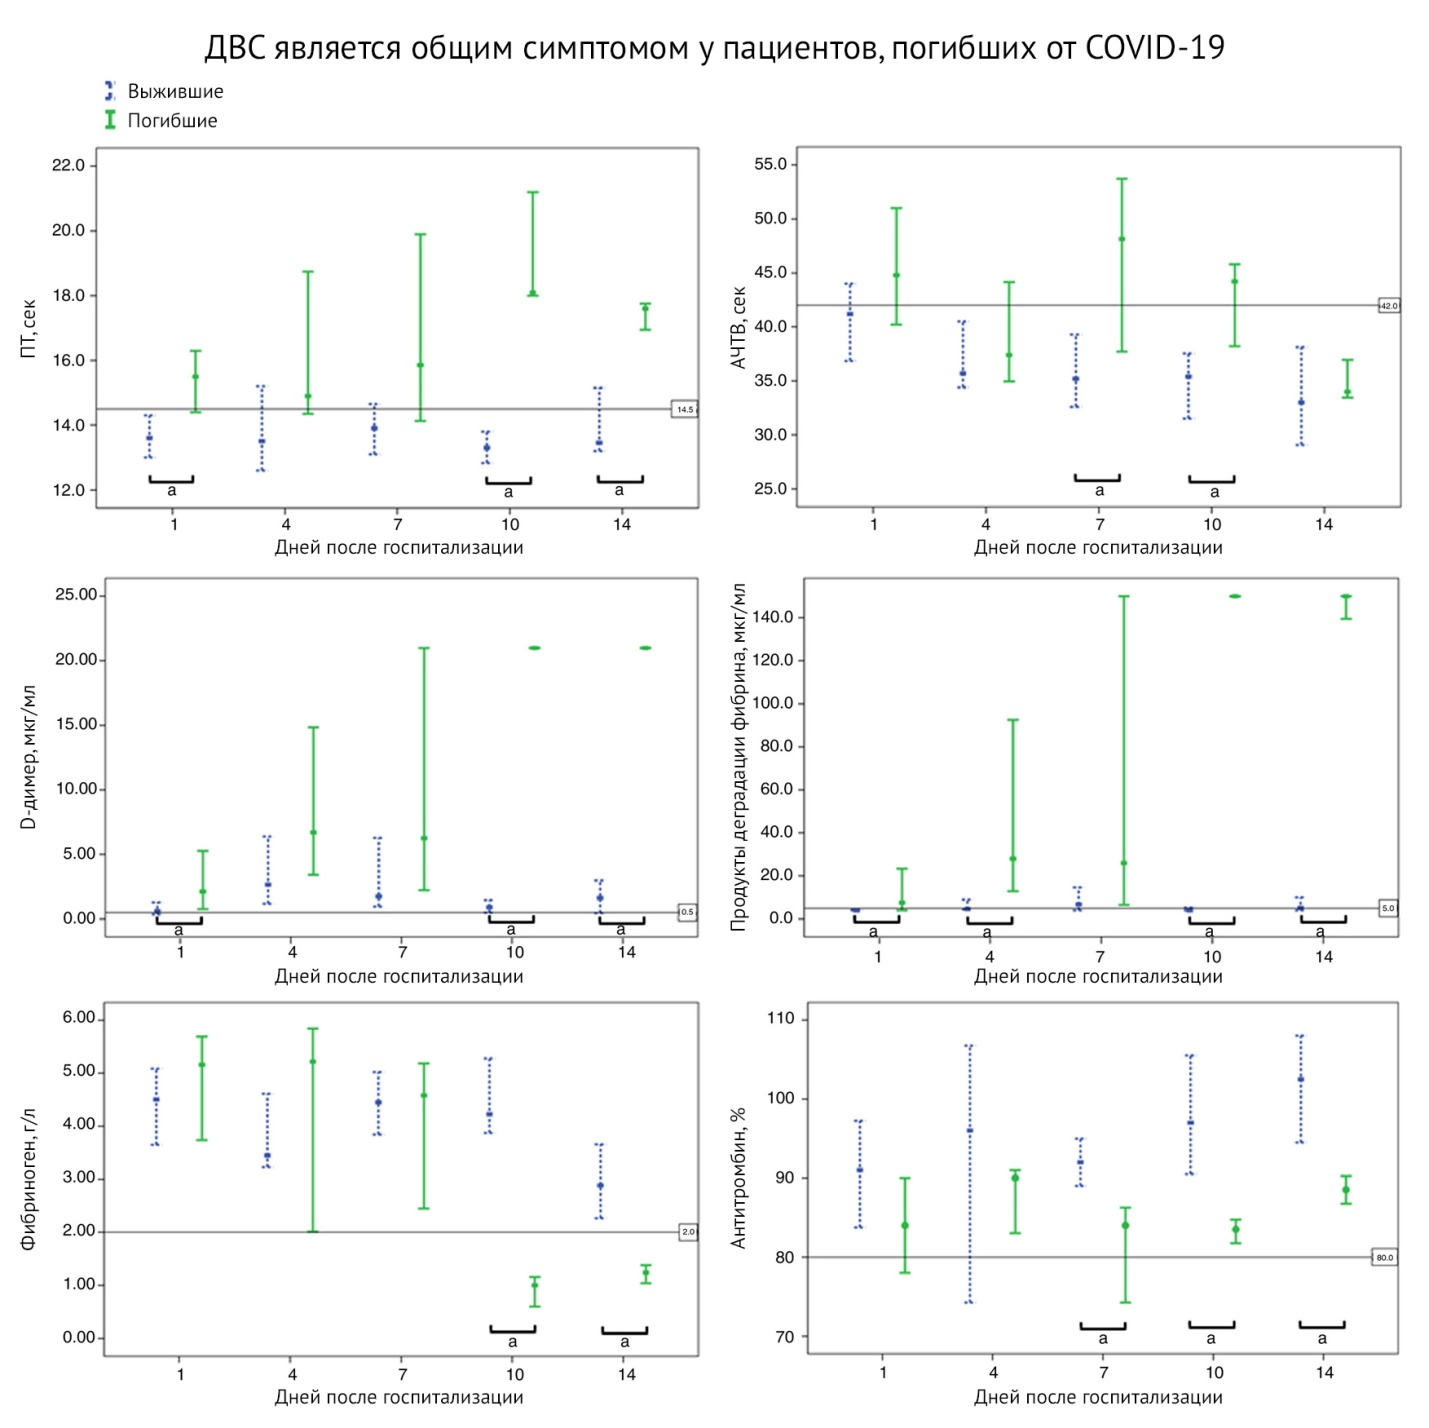 ДВС является общим симптомом у пациентов, погибших от COVID-19
Выжившие
Погибшие
ПТ, сек
22.0
20.0
18.0
16.0
14.0
12.0
14.5
a a a
1 4 7 10 14
Дней после госпитализации
АЧТВ, сек
55.0
50.0
45.0
40.0
35.0
30.0
25.0
42.0
a a
1 4 7 10 14
Дней после госпитализации
D-димер, мкг/мл
25.00
20.00
15.00
10.00
5.00
0.00
0.5
a a a
1 4 7 10 14
Дней после госпитализации
Продукты деградации фибрина, мкг/мл
140.0
120.0
100.0
80.0
60.0
40.0
20.0
0.0
5.0
a a a a
1 4 7 10 14
Дней после госпитализации
Фибриноген, г/л
6.00
5.00
4.00
3.00
2.00
1.00
0.00
2.0
a a
1 4 7 10 14
Дней после госпитализации
Антитромбин, %
110
100
90
80
70
80.0
a a a
1 4 7 10 14
Дней после госпитализации